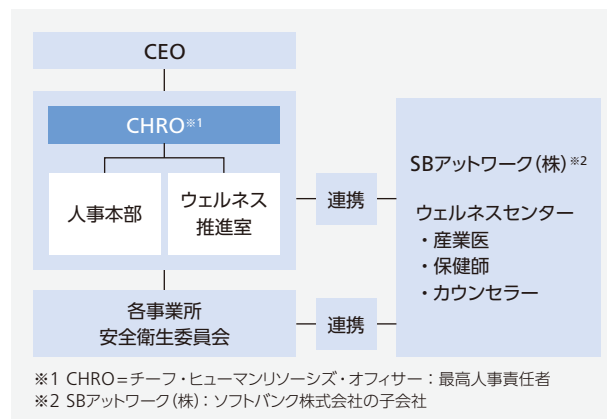 CEO
CHRO※1
人事本部
ウェルネス
推進室
連携
SBアットワーク（株）※2
ウェルネスセンター
・産業医
・保健師
・カウンセラー
各事業所
安全衛生委員会
連携
※1 CHRO＝チーフ・ヒューマンリソーシズ・オフィサー：最高人事責任者
※2 SBアットワーク（株）：ソフトバンク株式会社の子会社